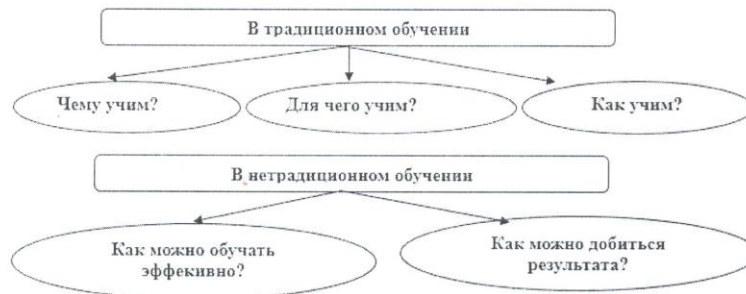 В традиционном обучении
Чему учим?
Для чего учим?
Как учим?
В нетрадиционном обучении
Как можно обучать
эффекивно?
Как можно добиться
результата?